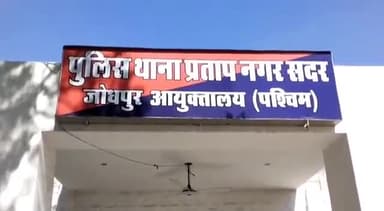 पुलिस थाना प्रताप नगर सदर
जोधपुर आयुक्तालय (पश्चिम)